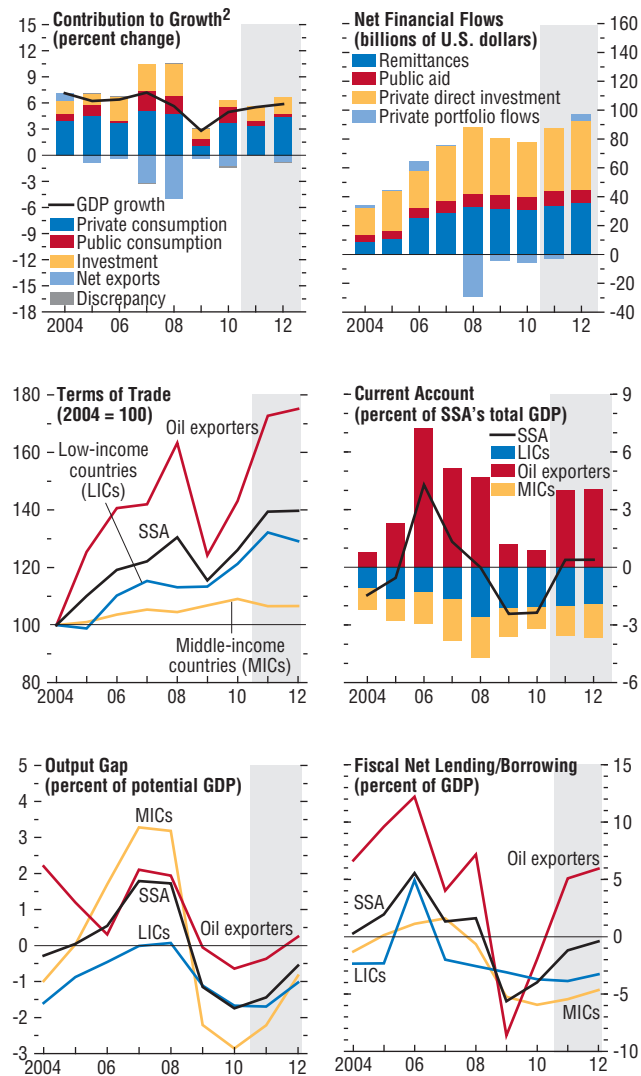 Contribution to Growth2
(percent change)
15
12
9
6
3
0
-3
-6
-9
-12
-15
-18
GDP growth
Private consumption
Public consumption
Investment
Net exports
Discrepancy
2004 06 08 10 12
Net Financial Flows
(billions of U.S. dollars)
Remittances
Public aid
Private direct investment
Private portfolio flows
160
140
120
100
80
60
40
20
0
-20
-40
2004 06 08 10 12
Terms of Trade
(2004 = 100)
180
160
140
120
100
80
Oil exporters
Low-income
countries
(LICs)
SSA
Middle-income
countries (MICs)
2004 06 08 10 12
Current Account
(percent of SSA's total GDP)
SSA
LICs
Oil exporters
MICs
9
6
3
0
-3
-6
2004 06 08 10 12
Output Gap
(percent of potential GDP)
5
4
3
2
1
0
-1
-2
-3
MICs
SSA
LICs
Oil exporters
2004 06 08 10 12
Fiscal Net Lending/Borrowing
(percent of GDP)
15
10
5
0
-5
-10
Oil exporters
SSA
LICs
MICs
2004 06 08 10 12